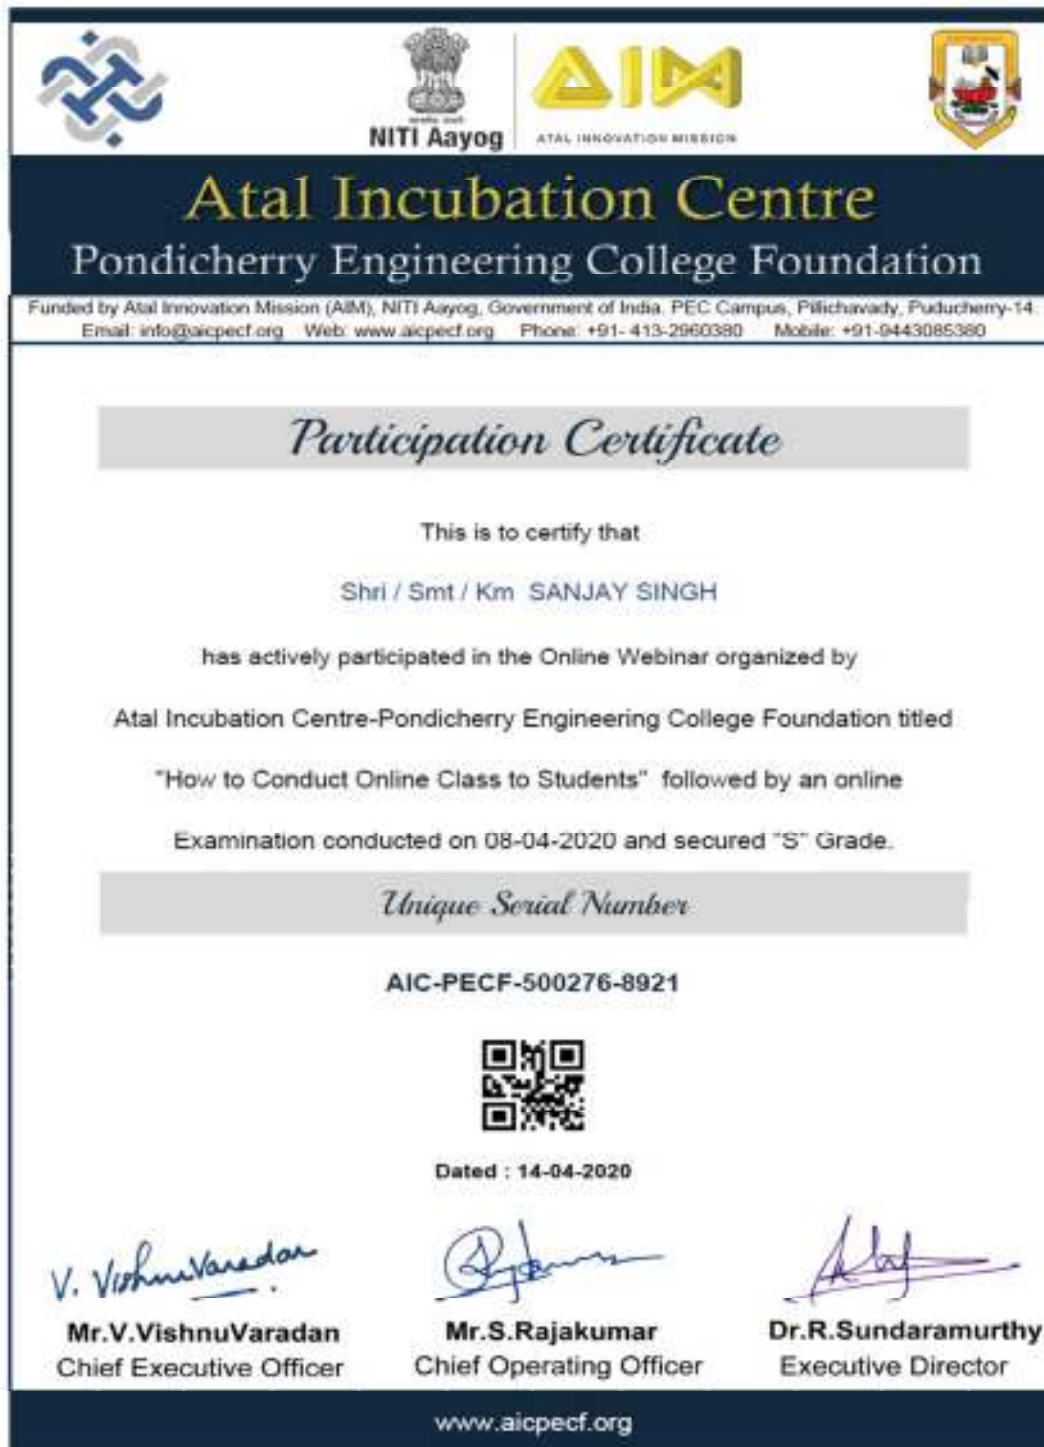 NITI Aayog
AIM
ATAL INNOVATION MISSION
Atal Incubation Centre
Pondicherry Engineering College Foundation
Funded by Atal Innovation Mission (AIM), NITI Aayog, Government of India. PEC Campus, Pillichavady, Puducherry-14.
Email: info@aicpecf.org Web: www.aicpecf.org Phone: +91- 413-2960380 Mobile: +91-9443085380
Participation Certificate
This is to certify that
Shri / Smt / Km SANJAY SINGH
has actively participated in the Online Webinar organized by
Atal Incubation Centre-Pondicherry Engineering College Foundation titled
"How to Conduct Online Class to Students" followed by an online
Examination conducted on 08-04-2020 and secured "S" Grade.
Unique Serial Number
AIC-PECF-500276-8921
Dated : 14-04-2020
V. VishnuVaradan
Mr.V.VishnuVaradan Mr.S.Rajakumar Dr.R.Sundaramurthy
Chief Executive Officer Chief Operating Officer Executive Director
www.aicpecf.org